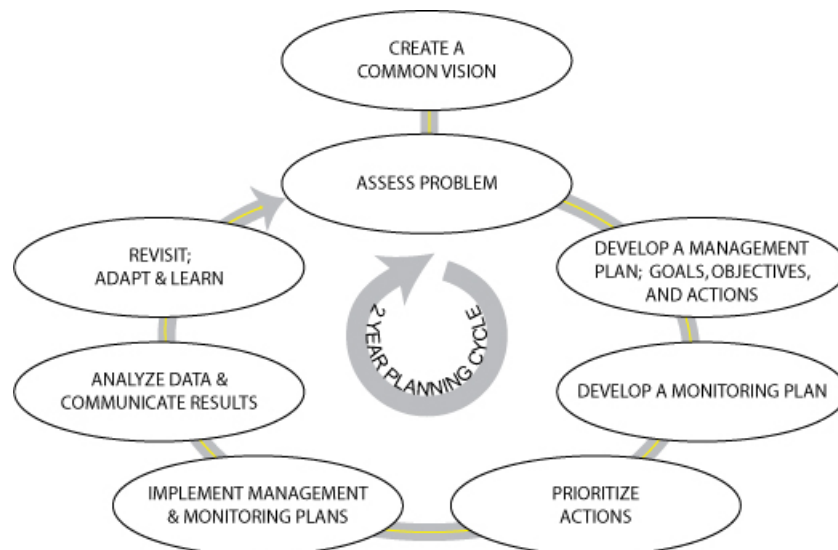 CREATE A
COMMON VISION
ASSESS PROBLEM
DEVELOP A MANAGEMENT
PLAN; GOALS, OBJECTIVES,
AND ACTIONS
DEVELOP A MONITORING PLAN
PRIORITIZE
ACTIONS
IMPLEMENT MANAGEMENT
& MONITORING PLANS
ANALYZE DATA &
COMMUNICATE RESULTS
REVISIT;
ADAPT & LEARN
2 YEAR PLANNING CYCLE